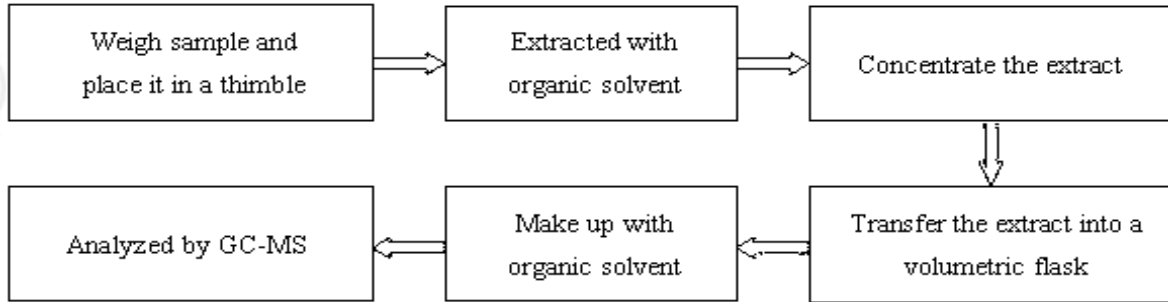 Weigh sample and
place it in a thimble
Extracted with
organic solvent
Concentrate the extract
Transfer the extract into a
volumetric flask
Make up with
organic solvent
Analyzed by GC-MS